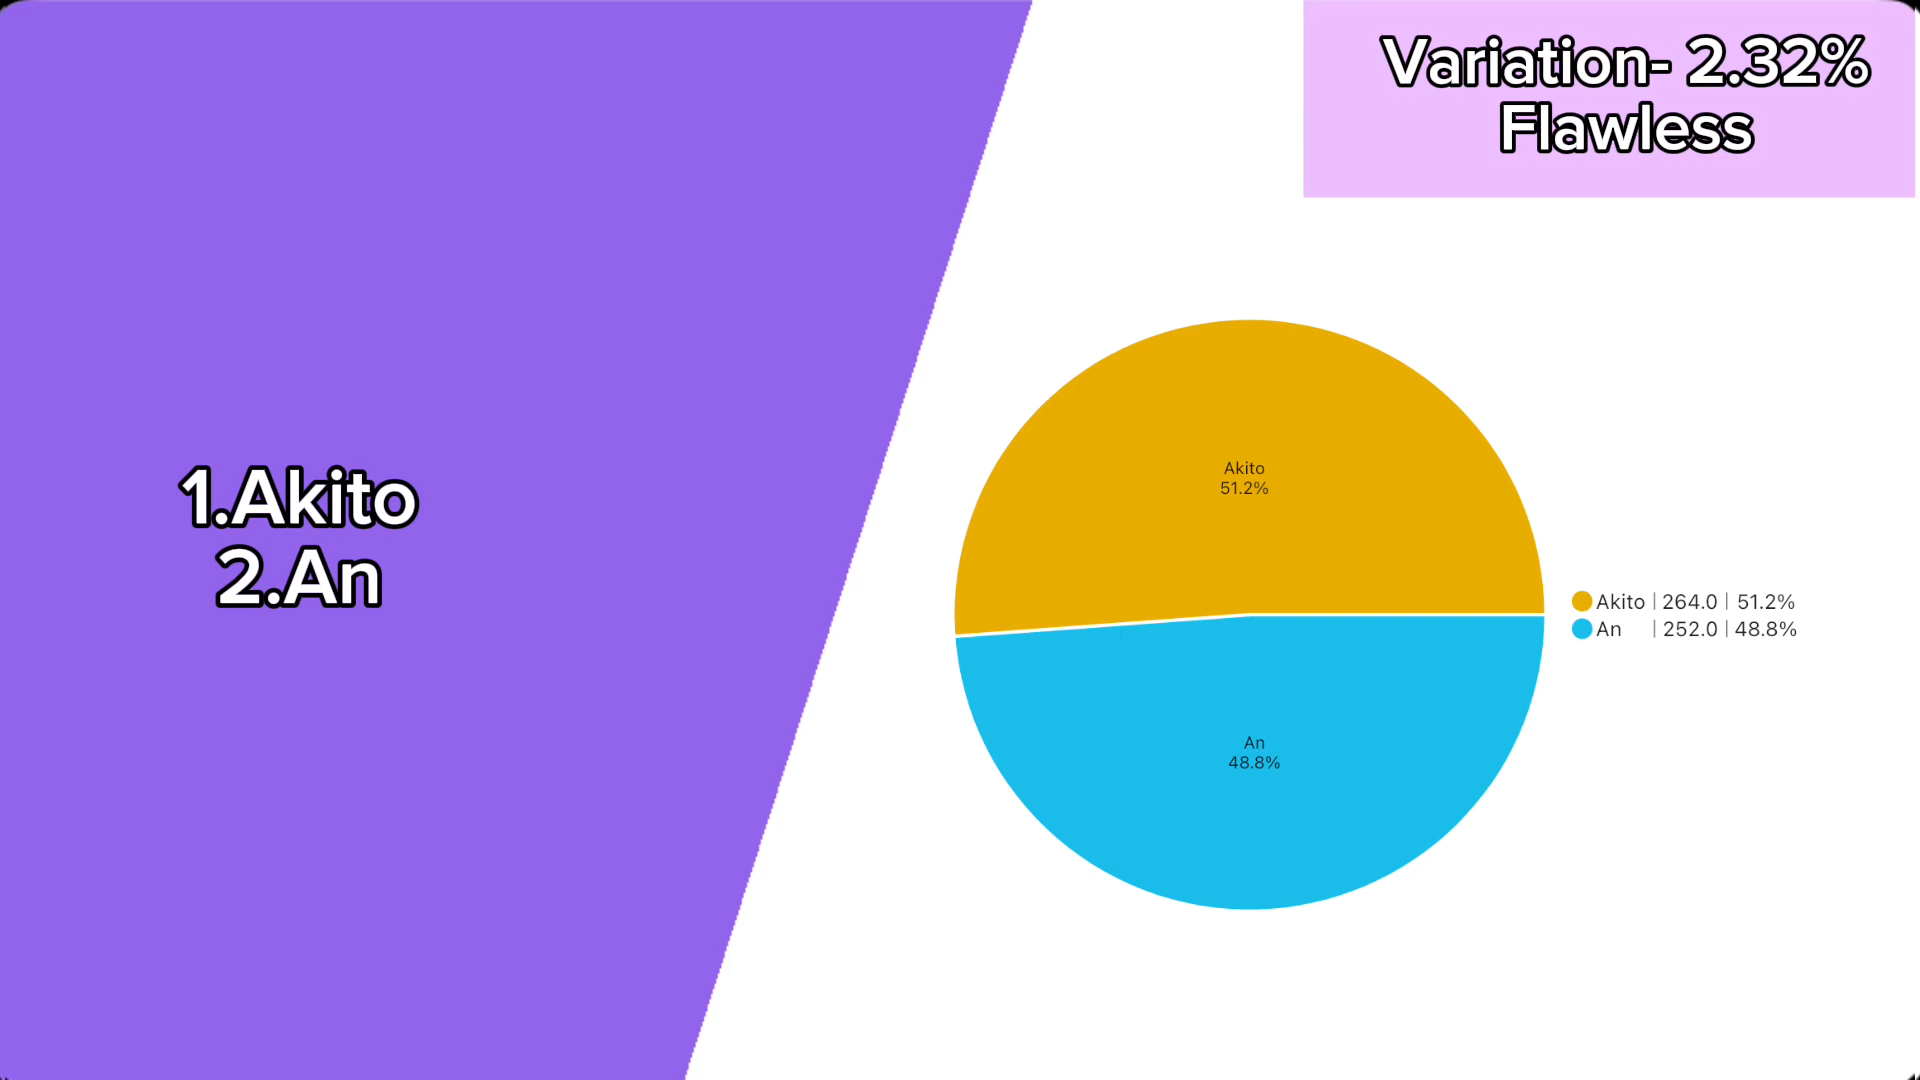 Variation- 2.32%
Flawless
1.Akito
2.An
Akito
51.2%
An
48.8%
Akito | 264.0 | 51.2%
An | 252.0 | 48.8%